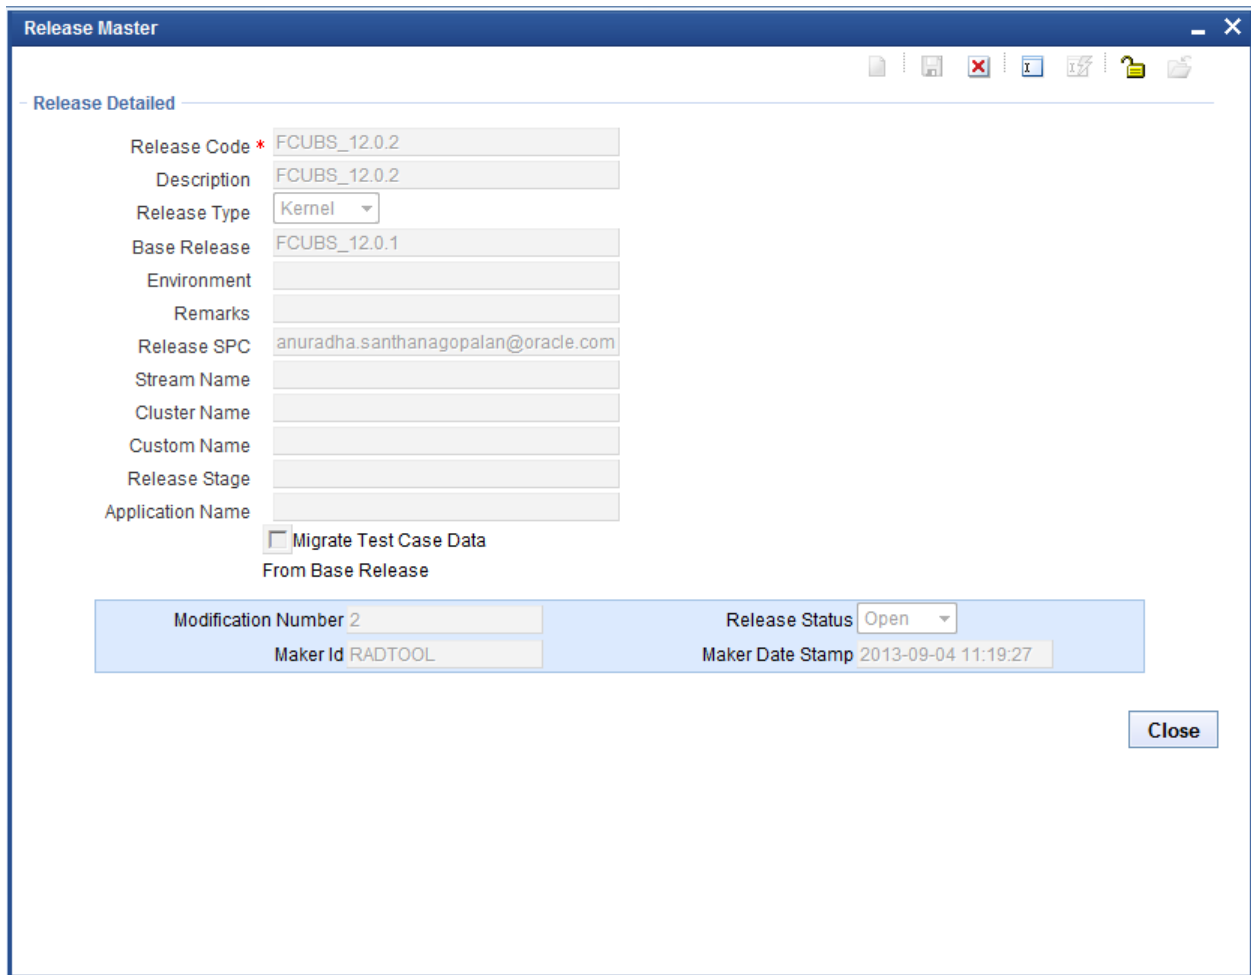 Release Master
Release Detailed
Release Code * FCUBS_12.0.2
Description FCUBS_12.0.2
Release Type Kernel
Base Release FCUBS_12.0.1
Environment
Remarks
Release SPC anuradha.santhanagopalan@oracle.com
Stream Name
Cluster Name
Custom Name
Release Stage
Application Name
Migrate Test Case Data
From Base Release
Modification Number 2 Release Status Open
Maker Id RADTOOL Maker Date Stamp 2013-09-04 11:19:27
Close